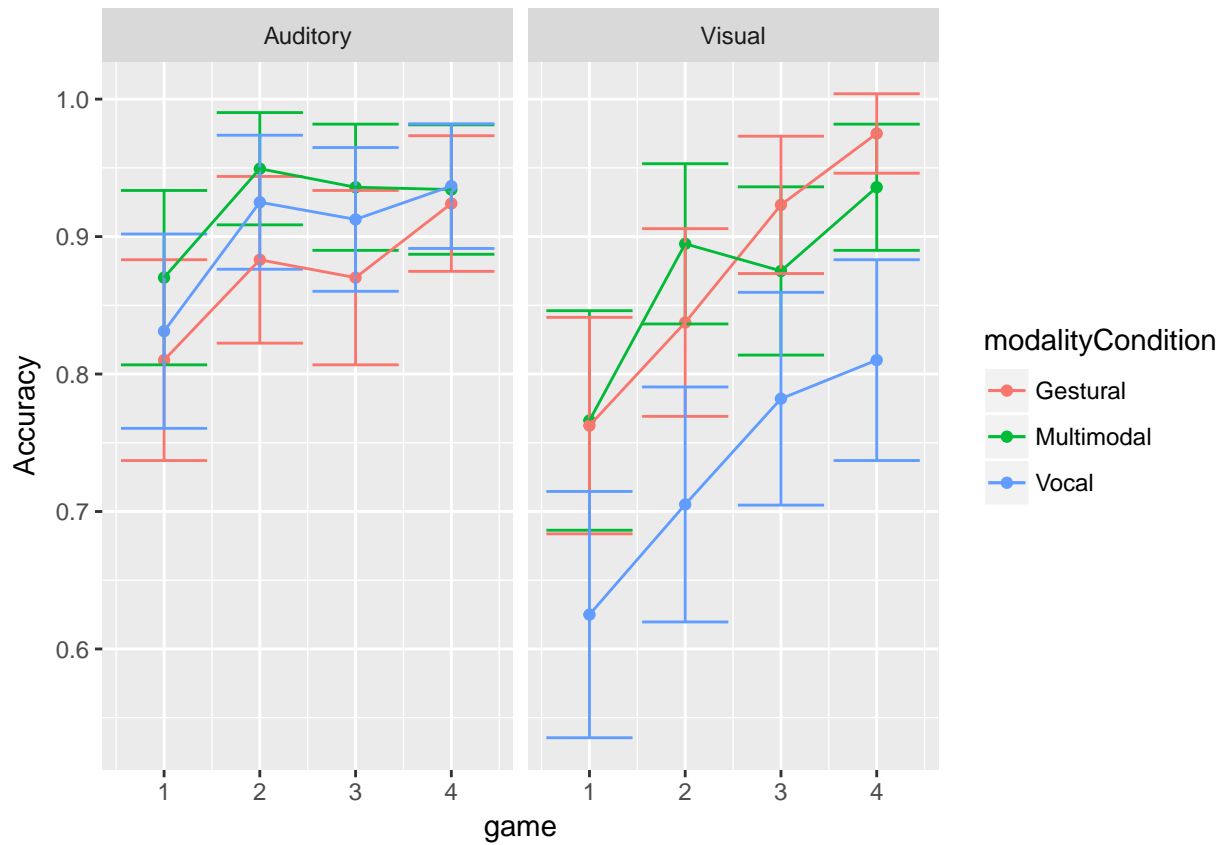 Auditory
Visual
Accuracy
1.0
0.9
0.8
0.7
0.6
1 2 3 4
1 2 3 4
game
modalityCondition
Gestural
Multimodal
Vocal